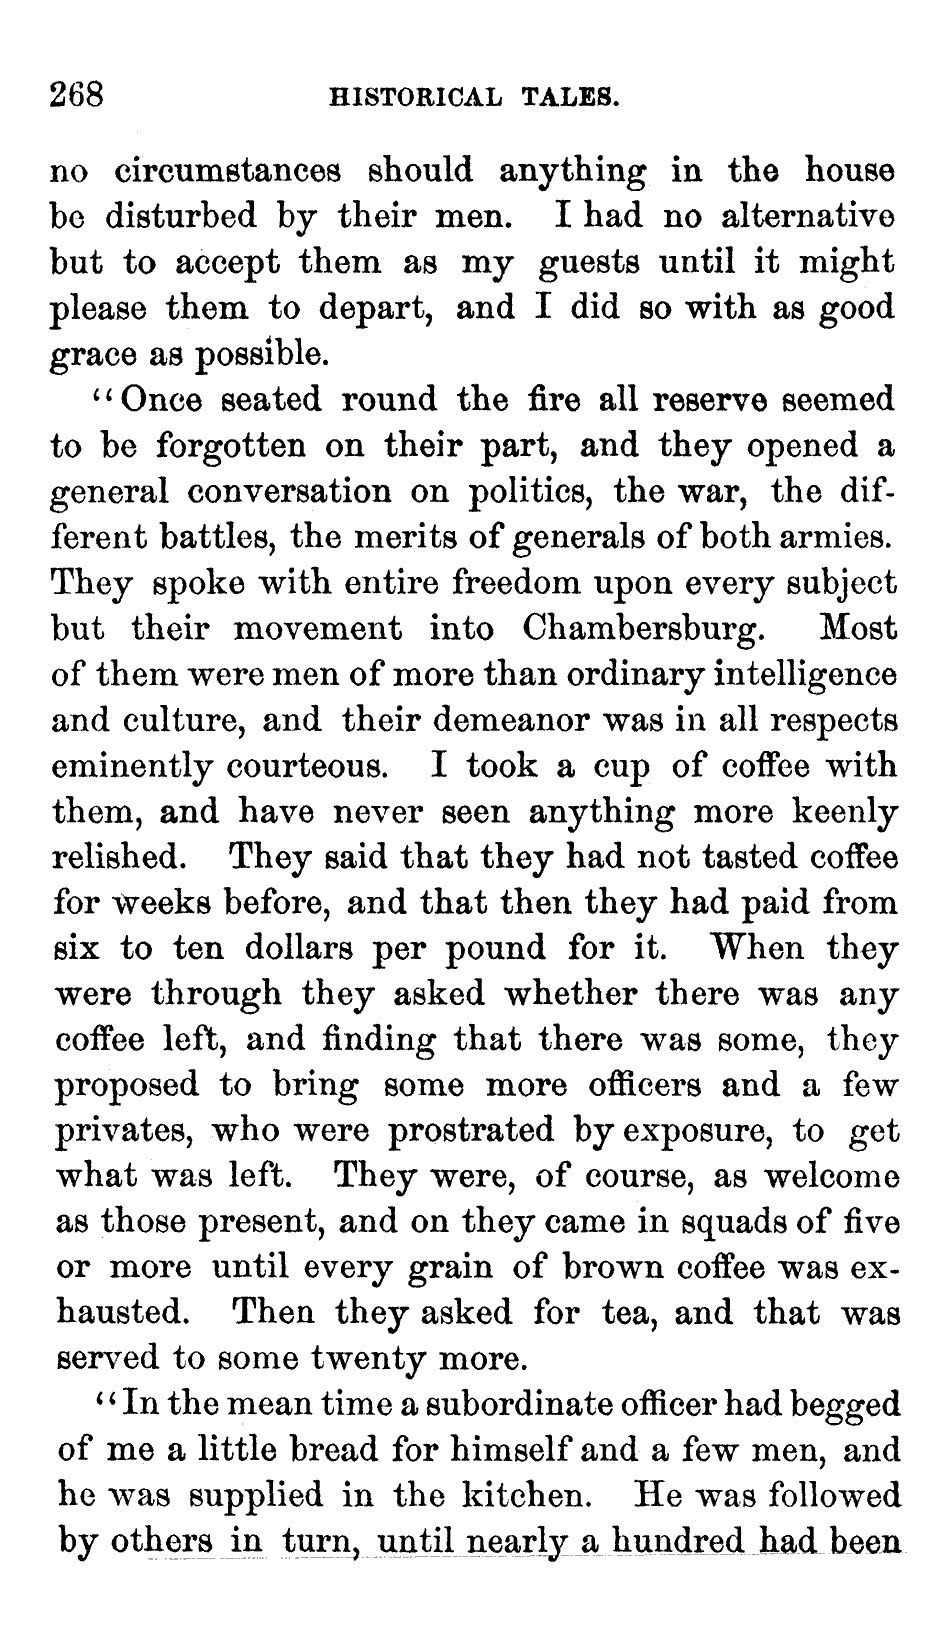 268 HISTORICAL TALES.
no circumstances should anything in the house
be disturbed by their men. I had no alternative
but to accept them as my guests until it might
please them to depart, and I did so with as good
grace as possible.
“Once seated round the fire all reserve seemed
to be forgotten on their part, and they opened a
general conversation on politics, the war, the dif-
ferent battles, the merits of generals of both armies.
They spoke with entire freedom upon every subject
but their movement into Chambersburg. Most
of them were men of more than ordinary intelligence
and culture, and their demeanor was in all respects
eminently courteous. I took a cup of coffee with
them, and have never seen anything more keenly
relished. They said that they had not tasted coffee
for weeks before, and that then they had paid from
six to ten dollars per pound for it. When they
were through they asked whether there was any
coffee left, and finding that there was some, they
proposed to bring some more officers and a few
privates, who were prostrated by exposure, to get
what was left. They were, of course, as welcome
as those present, and on they came in squads of five
or more until every grain of brown coffee was ex-
hausted. Then they asked for tea, and that was
served to some twenty more.
“In the mean time a subordinate officer had begged
of me a little bread for himself and a few men, and
he was supplied in the kitchen. He was followed
by others in turn, until nearly a hundred had been